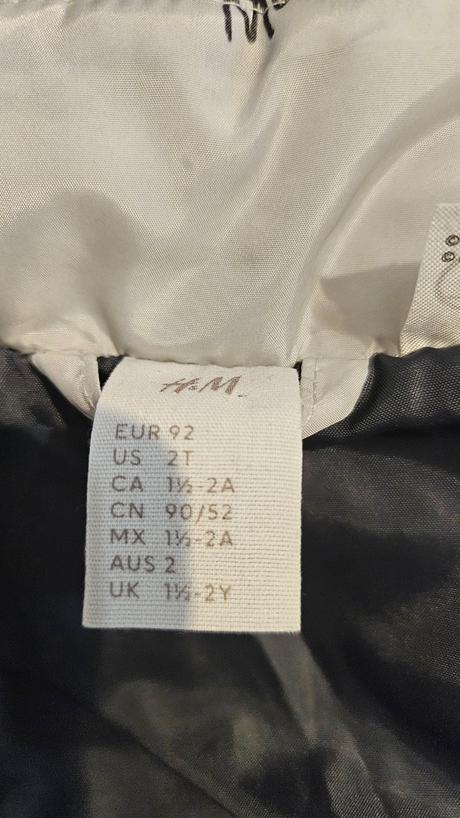 H&M
EUR 92
US 2T
CA 1½-2A
CN 90/52
MX 1½-2A
AUS 2
UK 1½-2Y